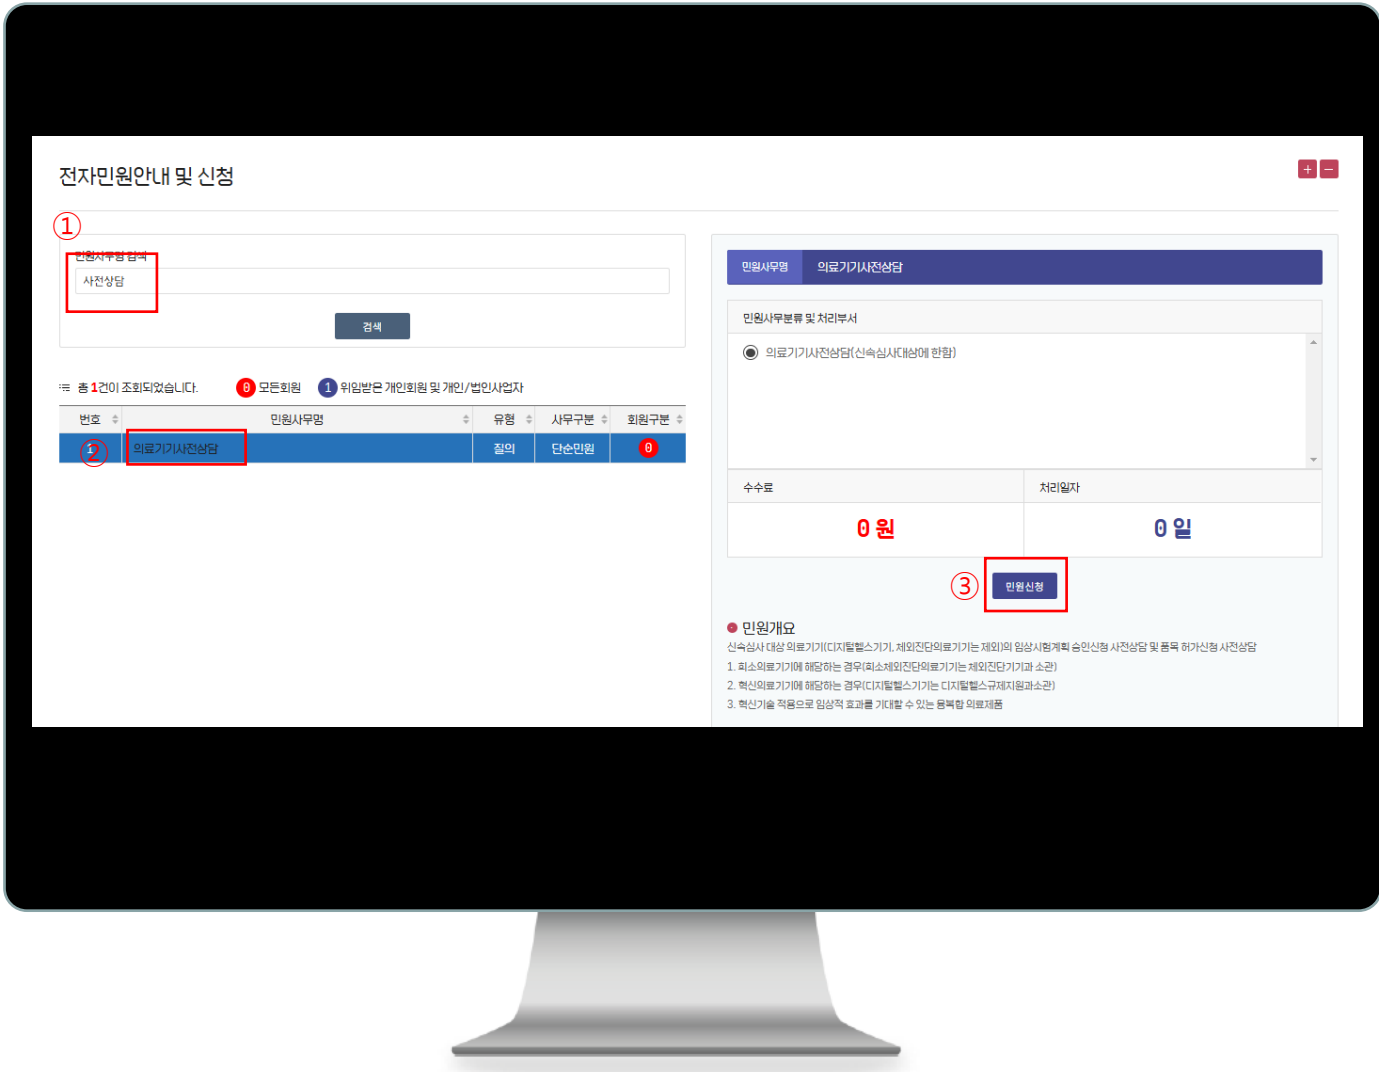 전자민원안내 및 신청
+ −
①
민원사무명 검색
사전상담
검색
총 1건이 조회되었습니다. 0 모든회원 1 위임받은 개인회원 및 개인/법인사업자
번호 민원사무명 유형 사무구분 회원구분
1 ② 의료기기사전상담 질의 단순민원 0
민원사무명 의료기기사전상담
민원사무분류 및 처리부서
의료기기사전상담(신속심사대상에 한함)
수수료 처리일자
0 원 0 일
③ 민원신청
민원개요
신속심사 대상 의료기기(디지털헬스기기, 체외진단의료기기는 제외)의 임상시험계획 승인신청 사전상담 및 품목 허가신청 사전상담
1. 희소의료기기에 해당하는 경우(희소체외진단의료기기는 체외진단기기과 소관)
2. 혁신의료기기에 해당하는 경우(디지털헬스기기는 디지털헬스규제지원과소관)
3. 혁신기술 적용으로 임상적 효과를 기대할 수 있는 융복합 의료제품